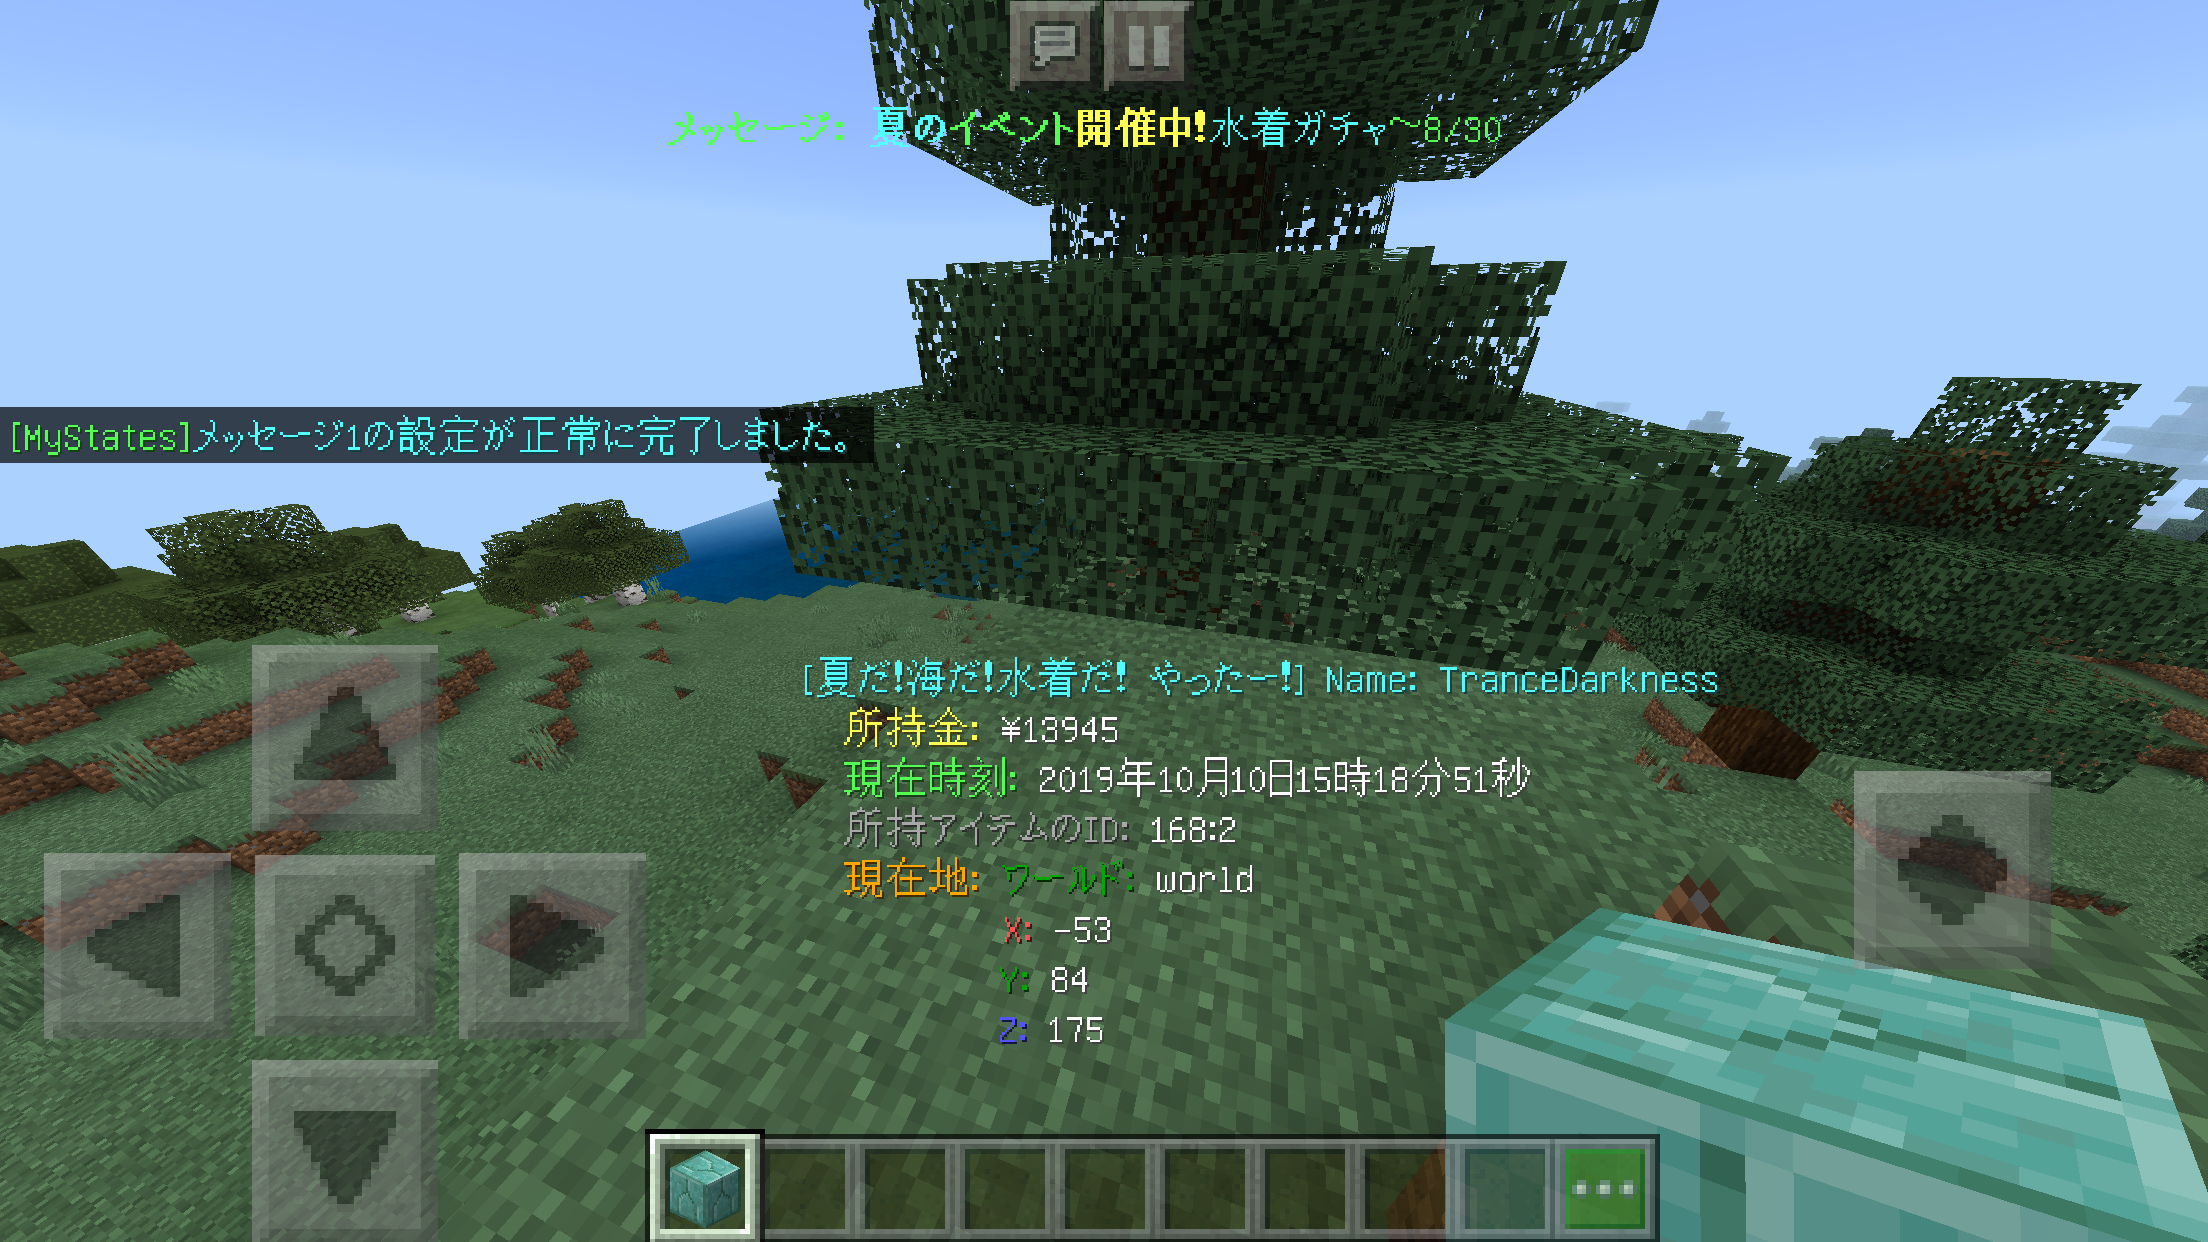 メッセージ: 夏のイベント開催中!水着ガチャ～8/30
[MyStates]メッセージ1の設定が正常に完了しました。
[夏だ!海だ!水着だ! やったー!] Name: TranceDarkness
所持金: ¥13945
現在時刻: 2019年10月10日15時18分51秒
所持アイテムのID: 168:2
現在地: ワールド: world
X: -53
Y: 84
Z: 175